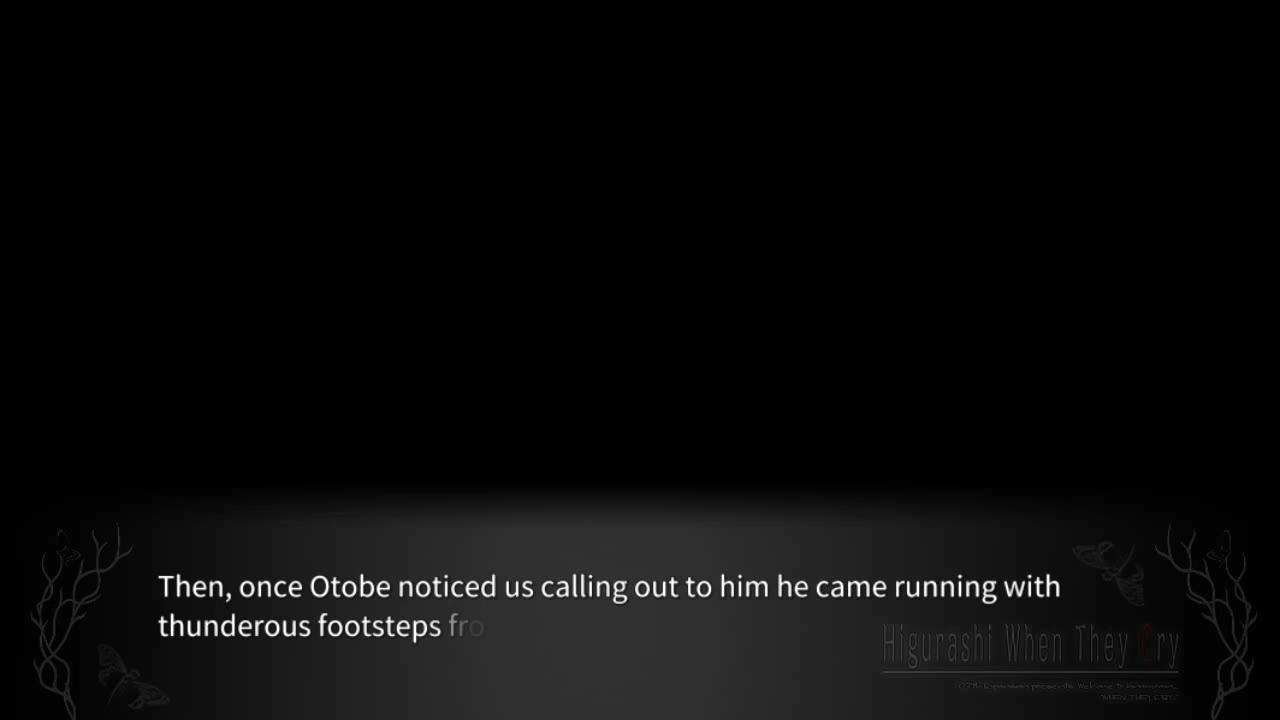 Then, once Otobe noticed us calling out to him he came running with
thunderous footsteps fro
Higurashi When They Cry